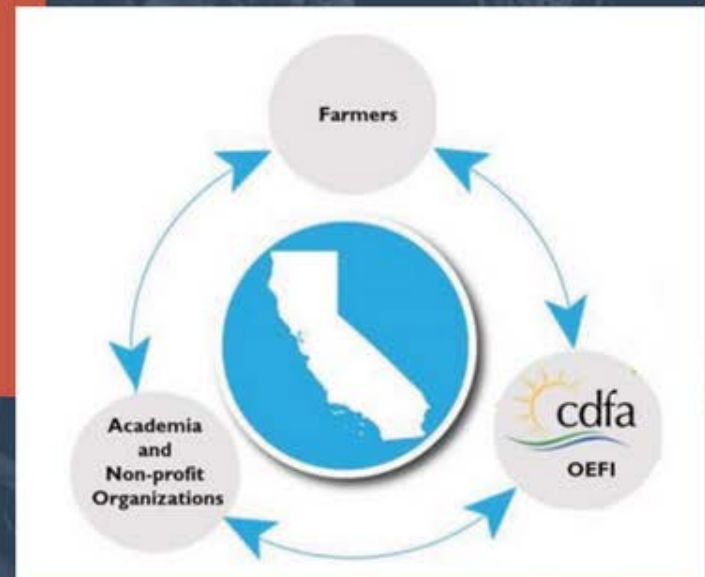 Farmers
Academia
and
Non-profit
Organizations
cdfa
OEFI